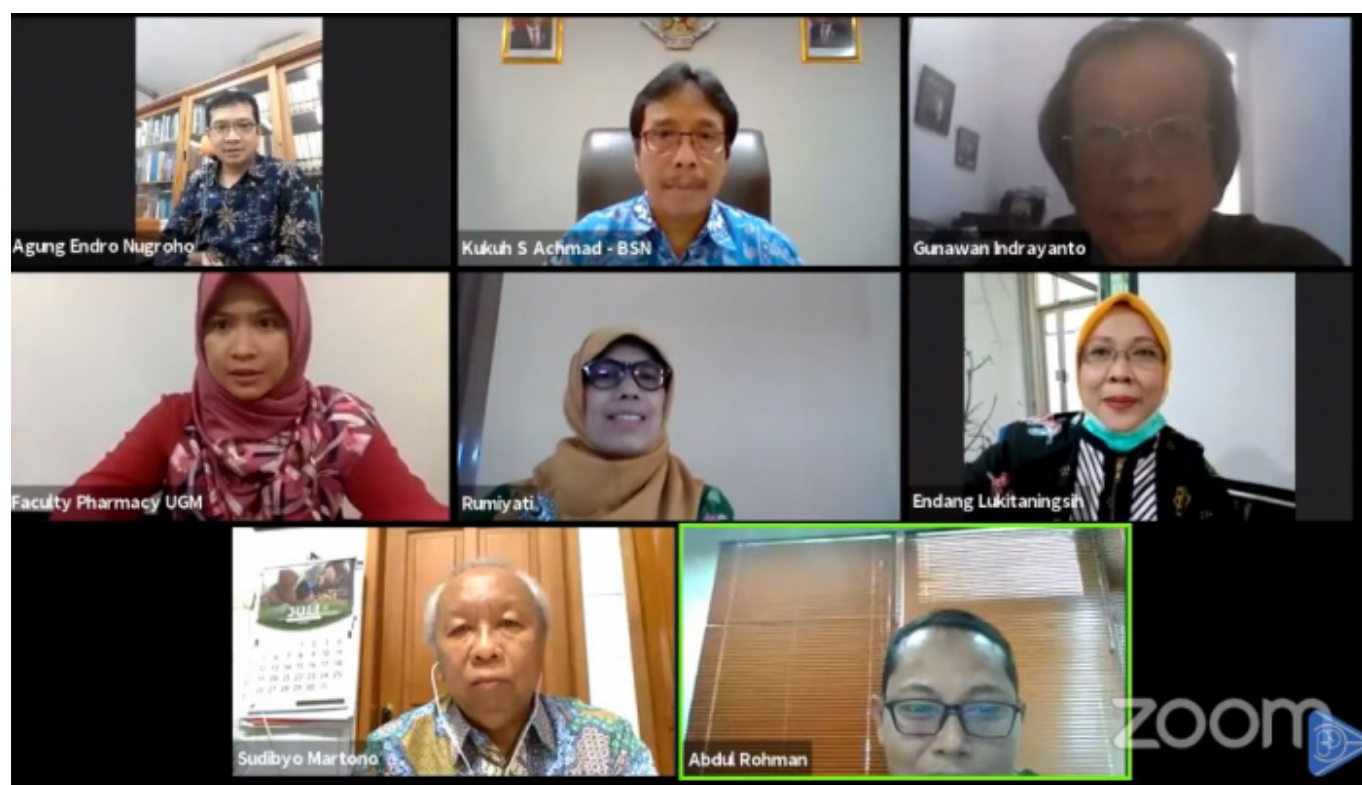 Agung Endro Nugroho
Kukuh S Achmad - BSN
Gunawan Indrayanto
Faculty Pharmacy UGM
Rumiyati
Endang Lukitaningsih
JULI
Sudibyo Martono
Abdul Rohman
zoom